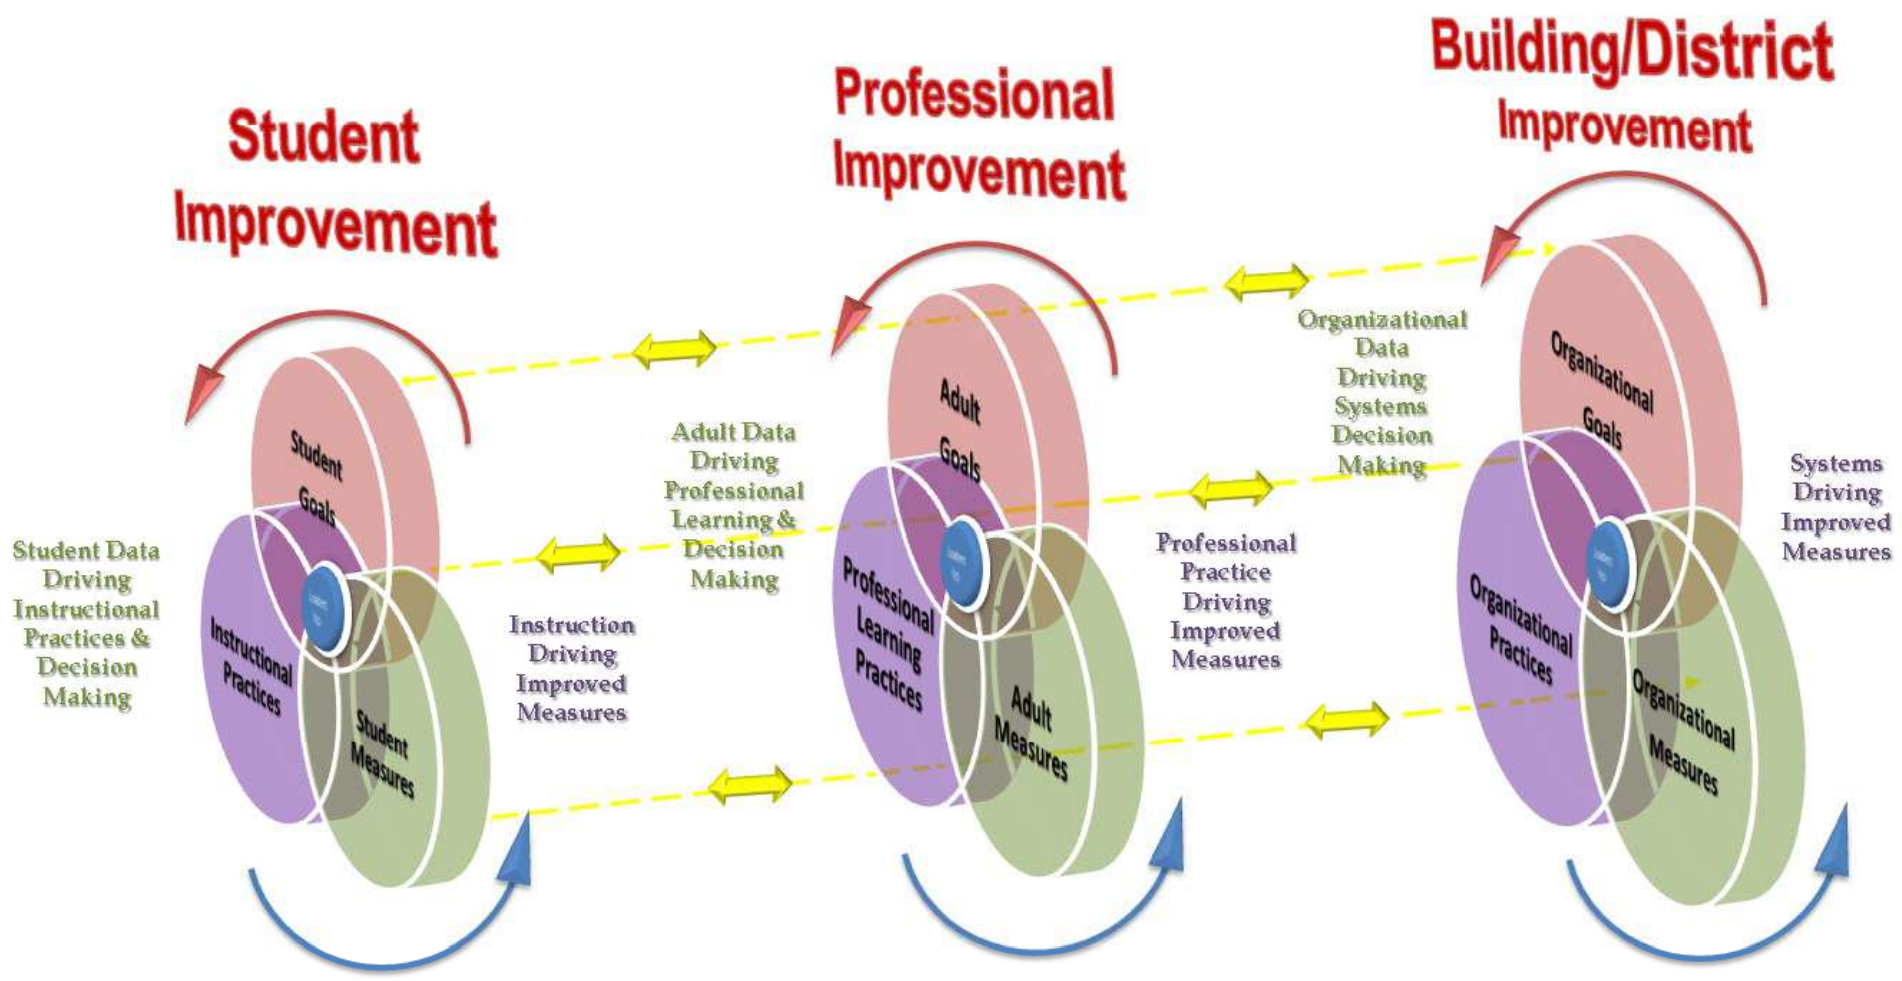 Student
Improvement
Student
Goals
Instructional
Practices
Student
Measures
Student Data
Driving
Instructional
Practices &
Decision
Making
Instruction
Driving
Improved
Measures
Professional
Improvement
Adult
Goals
Professional
Learning
Practices
Adult
Measures
Adult Data
Driving
Professional
Learning &
Decision
Making
Professional
Practice
Driving
Improved
Measures
Building/District
Improvement
Organizational
Goals
Organizational
Practices
Organizational
Measures
Organizational
Data
Driving
Systems
Decision
Making
Systems
Driving
Improved
Measures